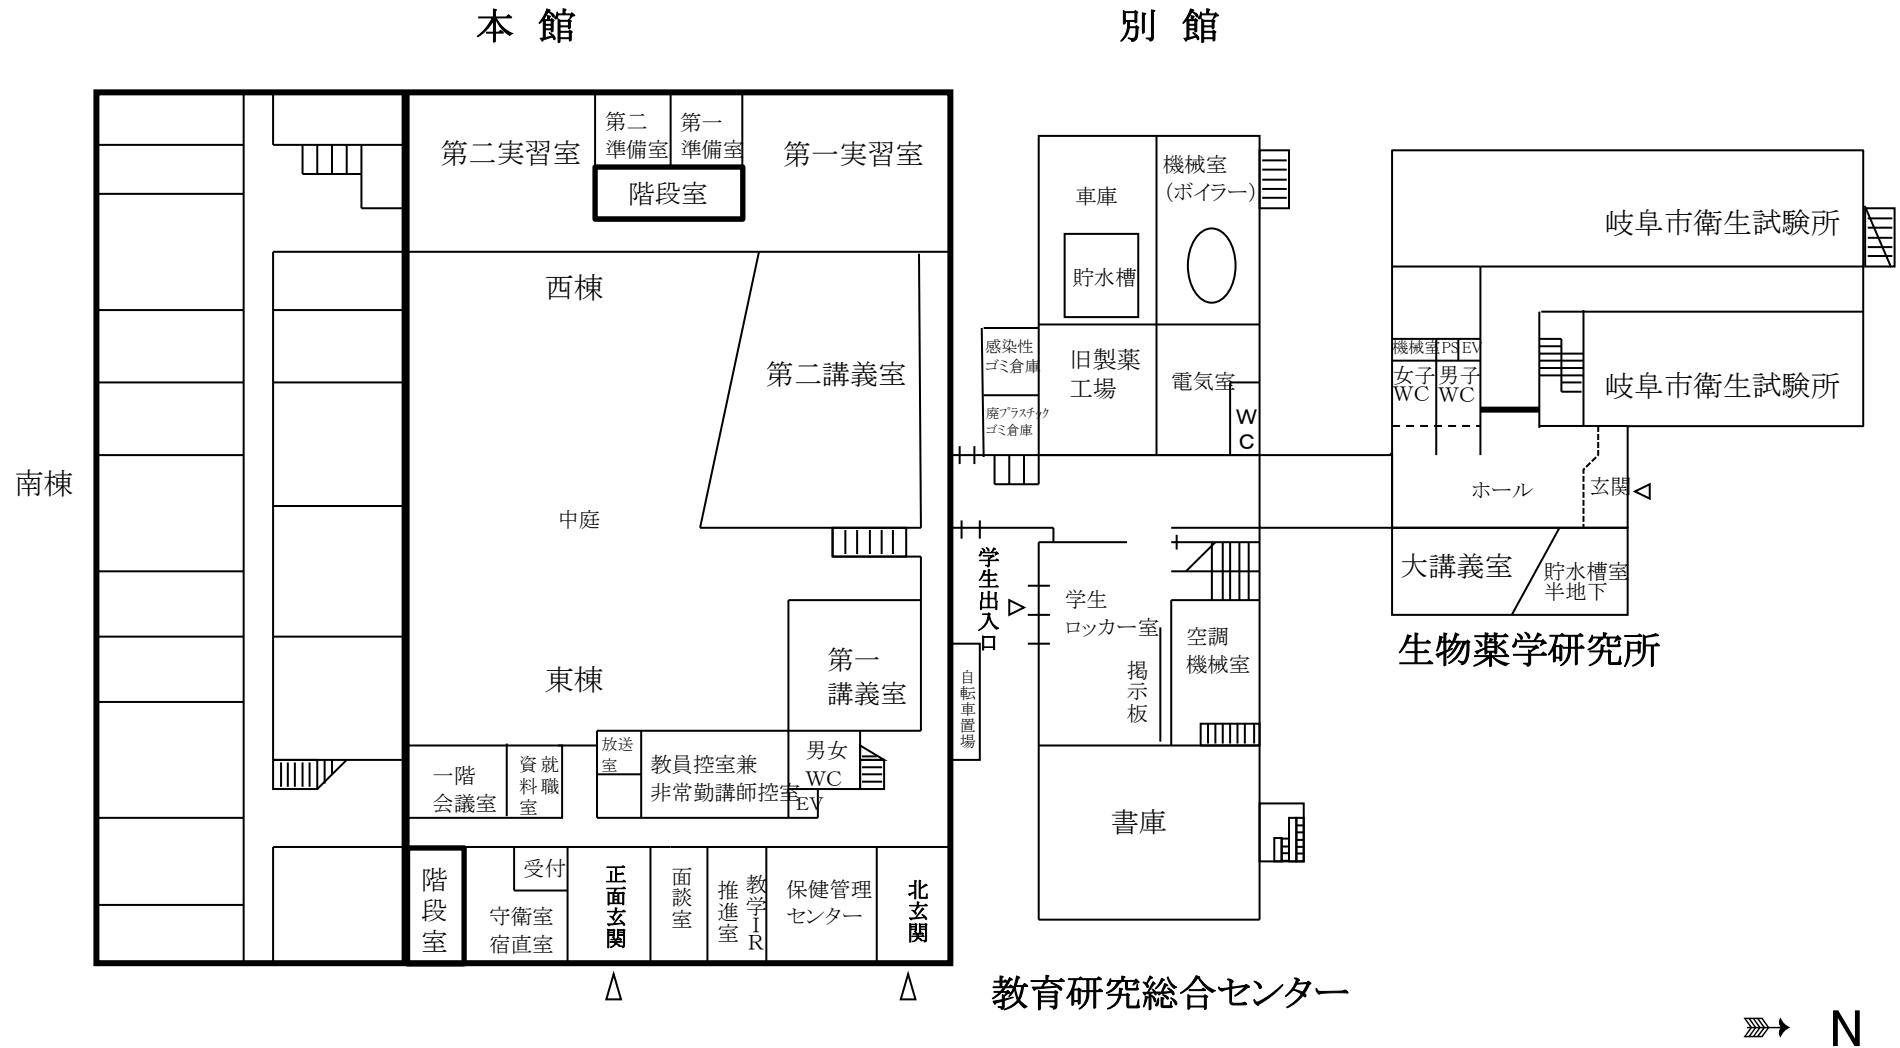 本 館
別 館
第二実習室
第二
準備室
第一
準備室
第一実習室
階段室
西棟
第二講義室
南棟
中庭
東棟
第一
講義室
一階
会議室
就職
資料室
放送
室
教員控室兼
非常勤講師控室
男女
WC
EV
階段室
受付
守衛室
宿直室
正面玄関
面談室
教学IR
推進室
保健管理
センター
北玄関
車庫
貯水槽
機械室
(ボイラー)
感染性
ゴミ倉庫
廃プラスチック
ゴミ倉庫
旧製薬
工場
電気室
WC
学生出入口
自転車置場
学生
ロッカー室
掲示板
空調
機械室
書庫
教育研究総合センター
岐阜市衛生試験所
機械室
PS
EV
女子
WC
男子
WC
岐阜市衛生試験所
ホール
玄関
大講義室
貯水槽室
半地下
生物薬学研究所
N